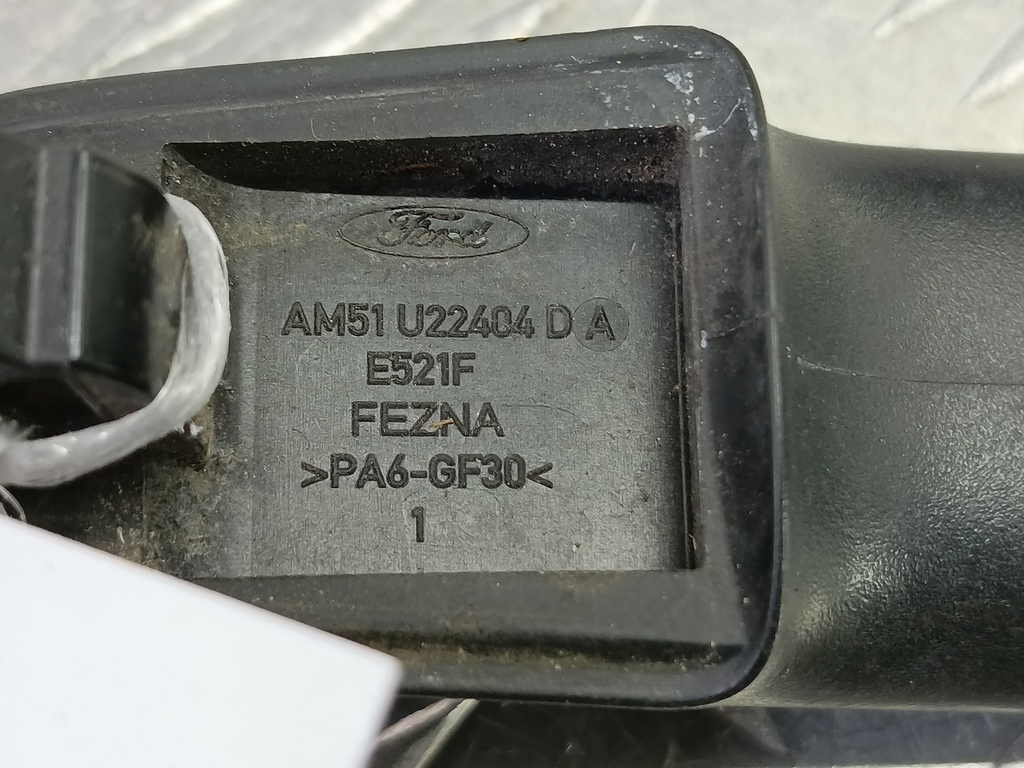 Ford
AM51 U22404 D A
E521F
FEZNA
>PA6-GF30<
1